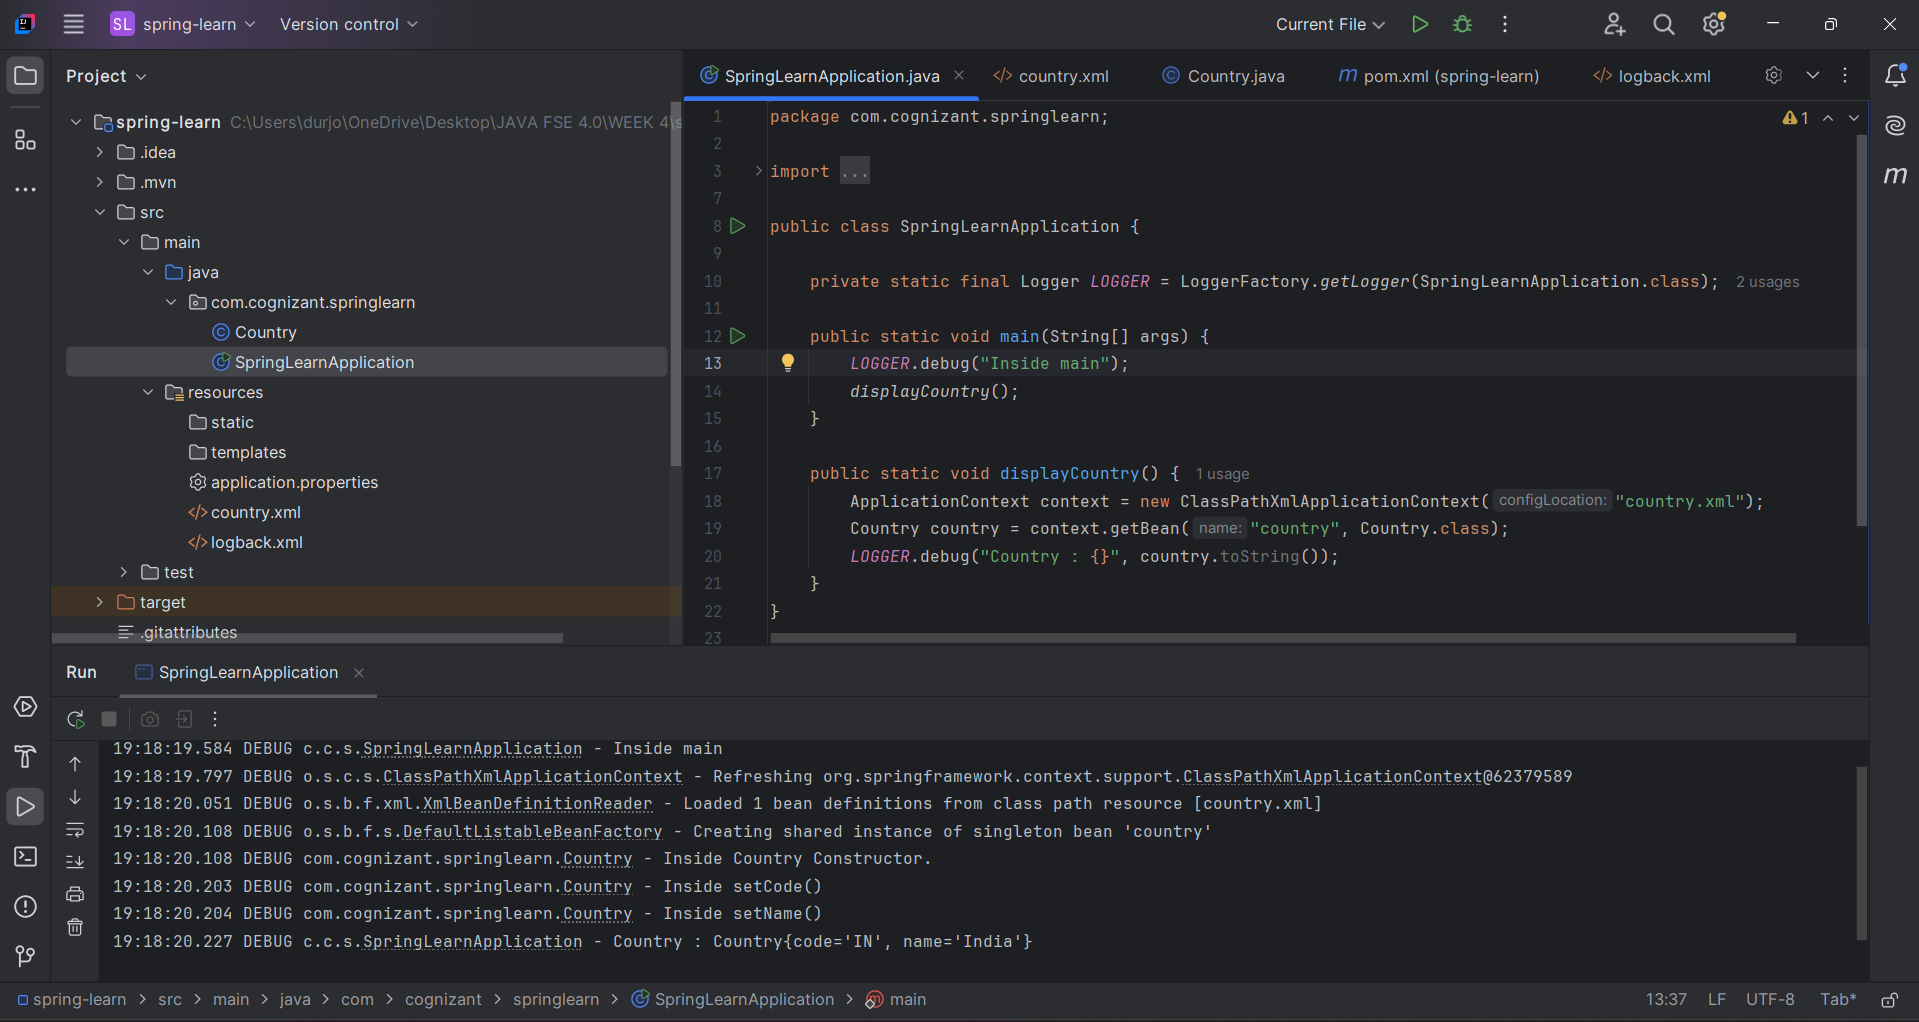 SL spring-learn Version control Current File
Project
spring-learn C:\Users\durjo\OneDrive\Desktop\JAVA FSE 4.0\WEEK 4\s
.idea
.mvn
src
main
java
com.cognizant.springlearn
Country
SpringLearnApplication
resources
static
templates
application.properties
country.xml
logback.xml
test
target
.gitattributes
SpringLearnApplication.java country.xml Country.java pom.xml (spring-learn) logback.xml
1 package com.cognizant.springlearn; 1
2
3 import ...
7
8 public class SpringLearnApplication {
9
10 private static final Logger LOGGER = LoggerFactory.getLogger(SpringLearnApplication.class); 2 usages
11
12 public static void main(String[] args) {
13 LOGGER.debug("Inside main");
14 displayCountry();
15 }
16
17 public static void displayCountry() { 1 usage
18 ApplicationContext context = new ClassPathXmlApplicationContext( configLocation: "country.xml");
19 Country country = context.getBean( name: "country", Country.class);
20 LOGGER.debug("Country : {}", country.toString());
21 }
22 }
23
Run SpringLearnApplication
19:18:19.584 DEBUG c.c.s.SpringLearnApplication - Inside main
19:18:19.797 DEBUG o.s.c.s.ClassPathXmlApplicationContext - Refreshing org.springframework.context.support.ClassPathXmlApplicationContext@62379589
19:18:20.051 DEBUG o.s.b.f.xml.XmlBeanDefinitionReader - Loaded 1 bean definitions from class path resource [country.xml]
19:18:20.108 DEBUG o.s.b.f.s.DefaultListableBeanFactory - Creating shared instance of singleton bean 'country'
19:18:20.108 DEBUG com.cognizant.springlearn.Country - Inside Country Constructor.
19:18:20.203 DEBUG com.cognizant.springlearn.Country - Inside setCode()
19:18:20.204 DEBUG com.cognizant.springlearn.Country - Inside setName()
19:18:20.227 DEBUG c.c.s.SpringLearnApplication - Country : Country{code='IN', name='India'}
spring-learn > src > main > java > com > cognizant > springlearn > SpringLearnApplication > main 13:37 LF UTF-8 Tab*